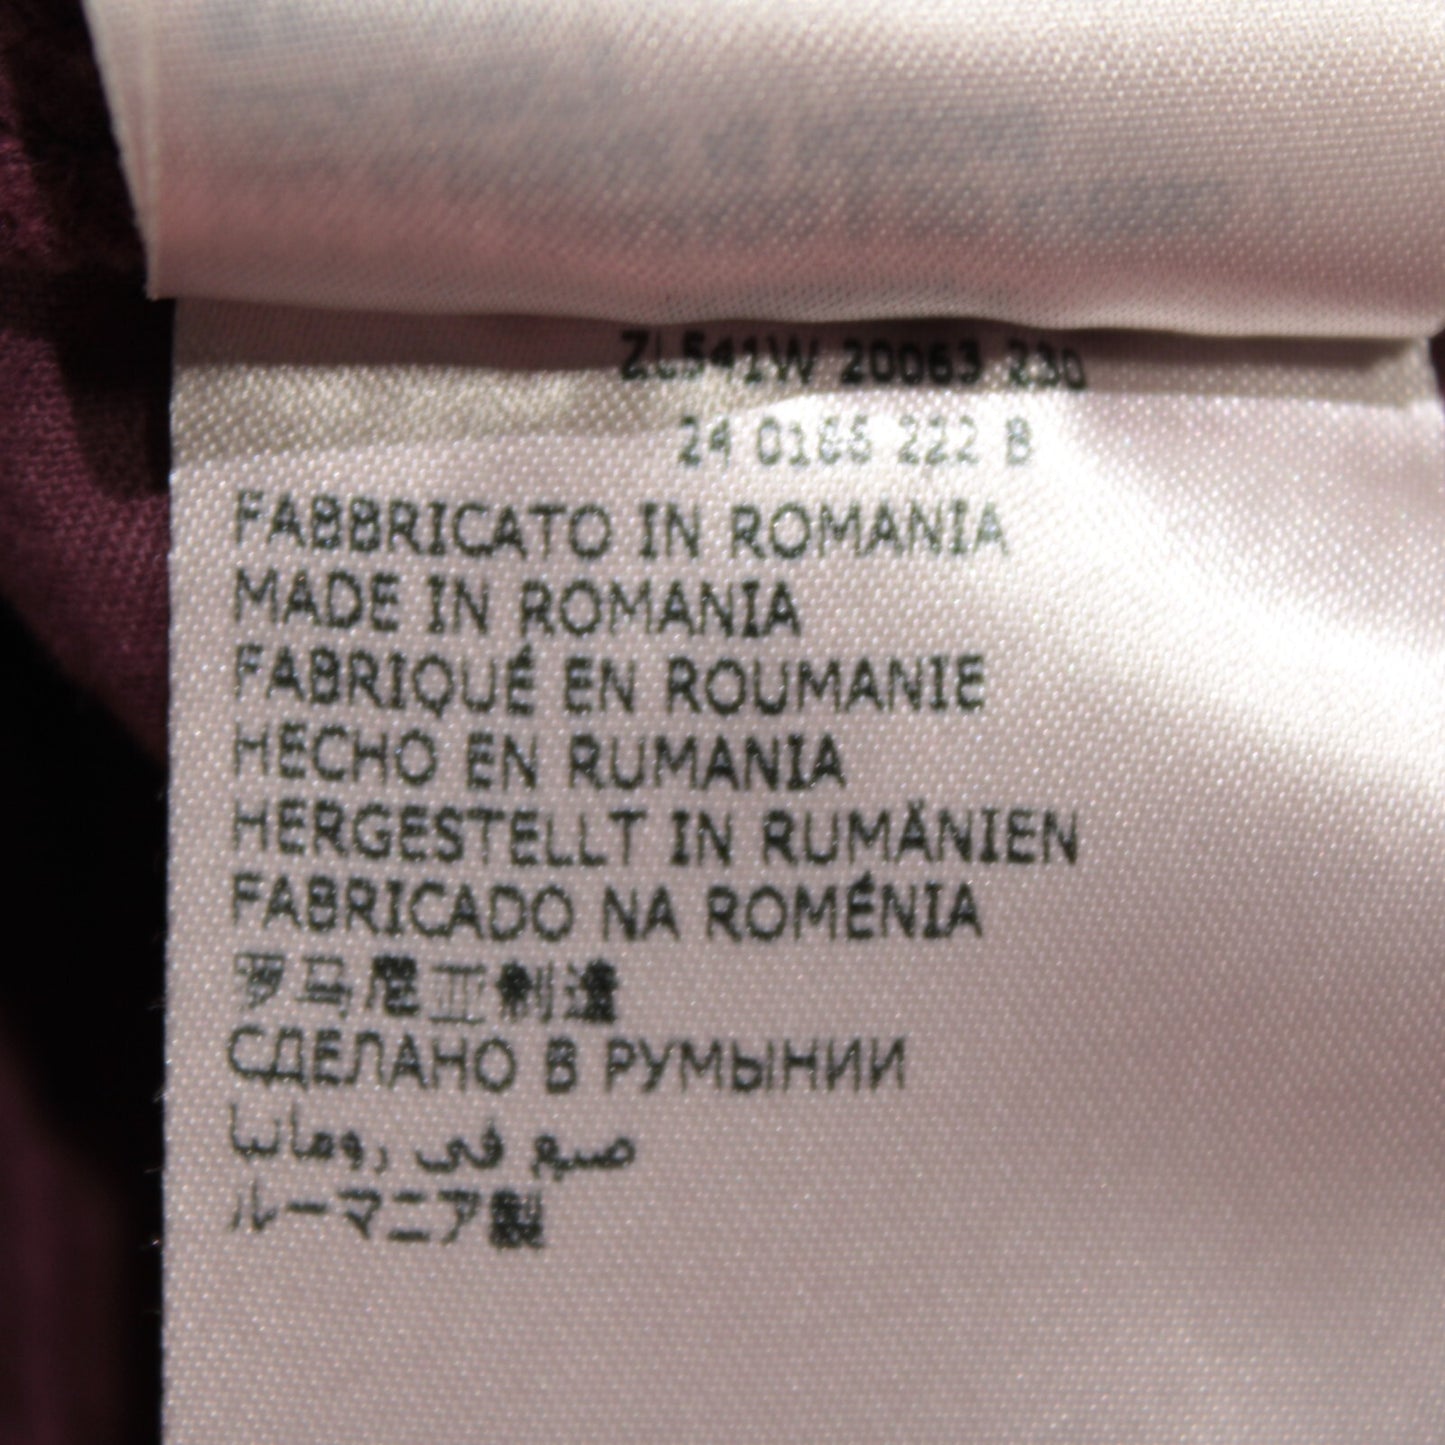 ZL541W 20063 230
24 0166 222 B
FABBRICATO IN ROMANIA
MADE IN ROMANIA
FABRIQUÉ EN ROUMANIE
HECHO EN RUMANIA
HERGESTELLT IN RUMÄNIEN
FABRICADO NA ROMÉNIA
罗马尼亚制造
СДЕЛАНО В РУМЫНИИ
صنع في رومانيا
ルーマニア製